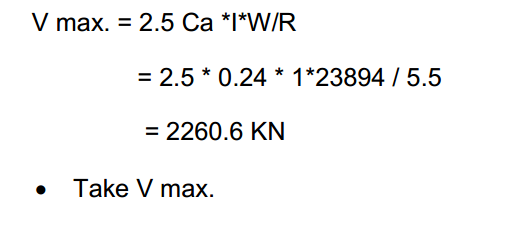 V max. = 2.5 Ca *I*W/R
= 2.5 * 0.24 * 1*23894 / 5.5
= 2260.6 KN
• Take V max.